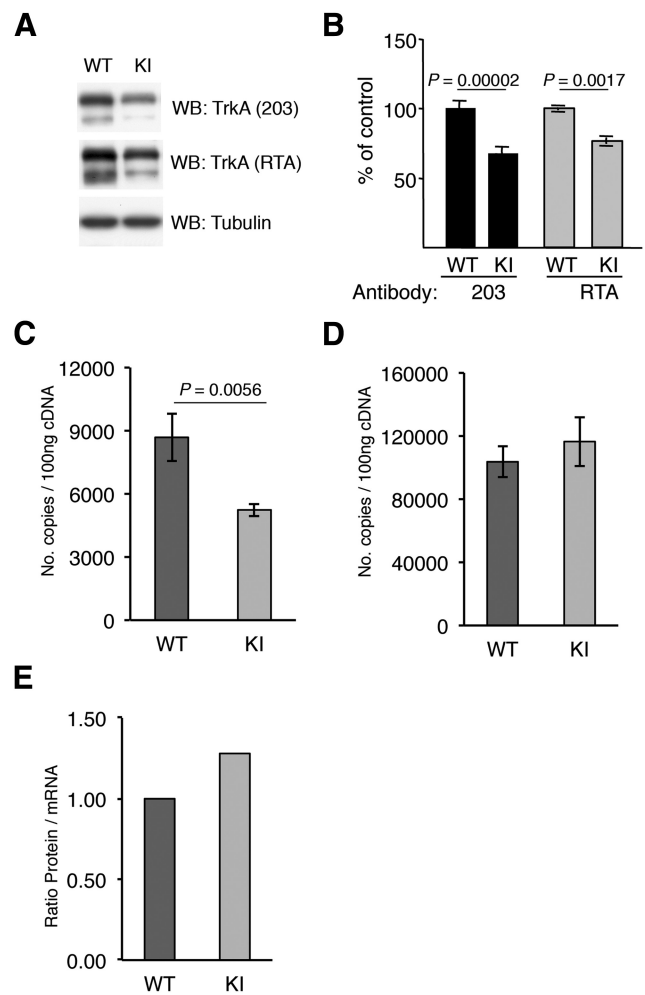 A
WT KI
WB: TrkA (203)
WB: TrkA (RTA)
WB: Tubulin
B
150
100
50
% of control
P = 0.00002
P = 0.0017
WT KI WT KI
Antibody: 203 RTA
C
12000
9000
6000
3000
0
No. copies / 100ng cDNA
P = 0.0056
WT KI
D
160000
120000
80000
40000
0
No. copies / 100ng cDNA
WT KI
E
1.50
1.00
0.50
0.00
Ratio Protein / mRNA
WT KI